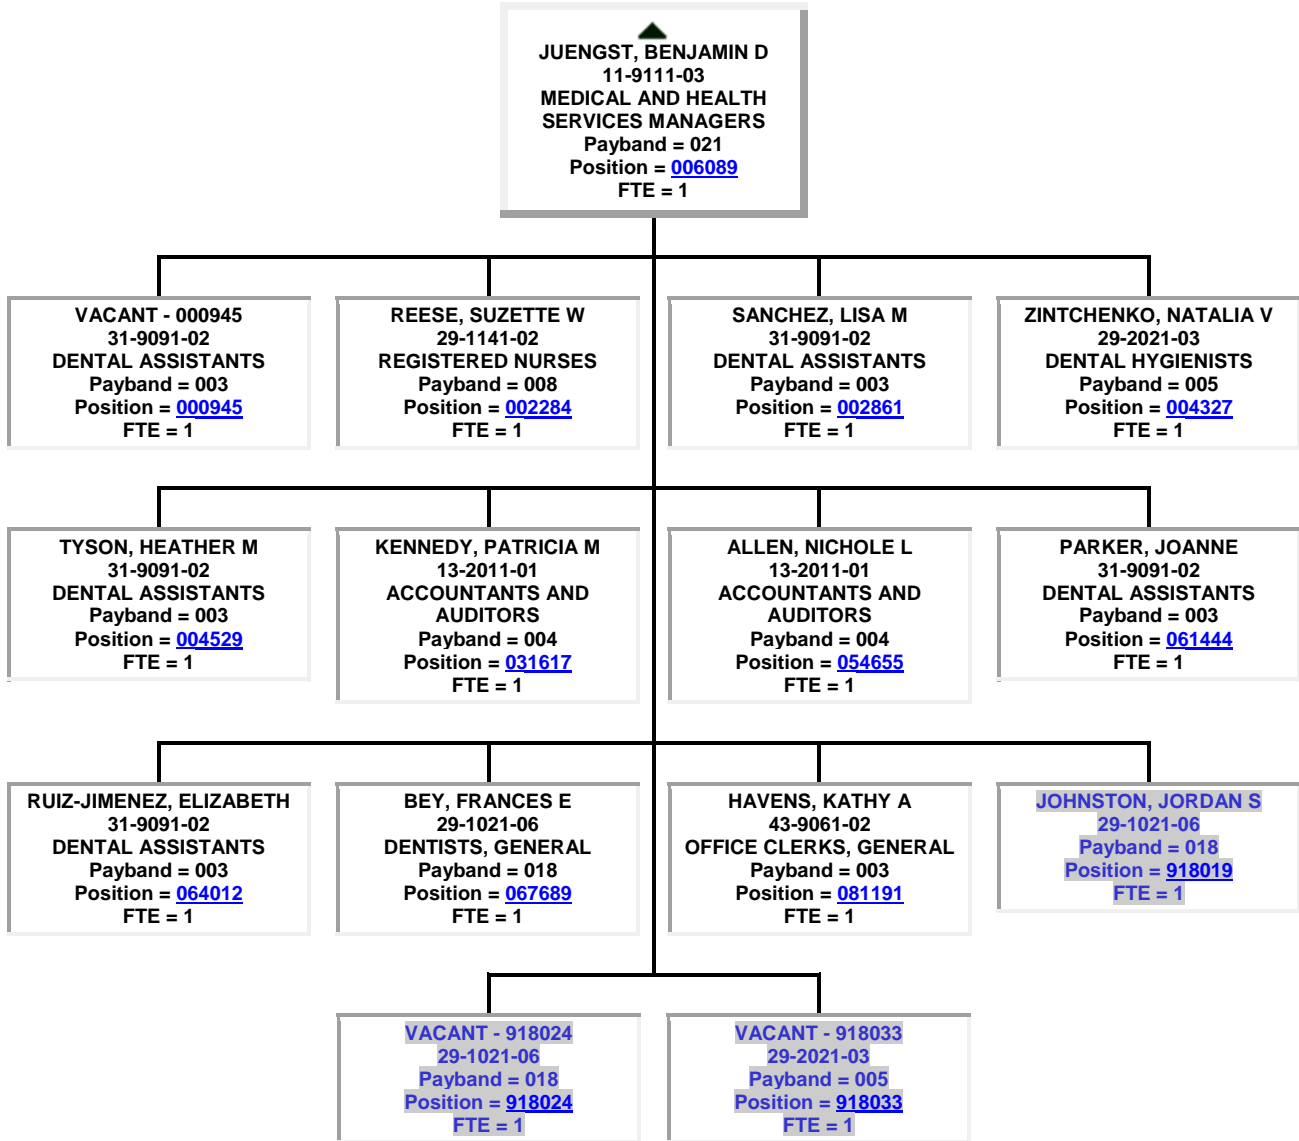 JUENGST, BENJAMIN D
11-9111-03
MEDICAL AND HEALTH
SERVICES MANAGERS
Payband = 021
Position = 006089
FTE = 1
VACANT - 000945
31-9091-02
DENTAL ASSISTANTS
Payband = 003
Position = 000945
FTE = 1
REESE, SUZETTE W
29-1141-02
REGISTERED NURSES
Payband = 008
Position = 002284
FTE = 1
SANCHEZ, LISA M
31-9091-02
DENTAL ASSISTANTS
Payband = 003
Position = 002861
FTE = 1
ZINTCHENKO, NATALIA V
29-2021-03
DENTAL HYGIENISTS
Payband = 005
Position = 004327
FTE = 1
TYSON, HEATHER M
31-9091-02
DENTAL ASSISTANTS
Payband = 003
Position = 004529
FTE = 1
KENNEDY, PATRICIA M
13-2011-01
ACCOUNTANTS AND
AUDITORS
Payband = 004
Position = 031617
FTE = 1
ALLEN, NICHOLE L
13-2011-01
ACCOUNTANTS AND
AUDITORS
Payband = 004
Position = 054655
FTE = 1
PARKER, JOANNE
31-9091-02
DENTAL ASSISTANTS
Payband = 003
Position = 061444
FTE = 1
RUIZ-JIMENEZ, ELIZABETH
31-9091-02
DENTAL ASSISTANTS
Payband = 003
Position = 064012
FTE = 1
BEY, FRANCES E
29-1021-06
DENTISTS, GENERAL
Payband = 018
Position = 067689
FTE = 1
HAVENS, KATHY A
43-9061-02
OFFICE CLERKS, GENERAL
Payband = 003
Position = 081191
FTE = 1
JOHNSTON, JORDAN S
29-1021-06
Payband = 018
Position = 918019
FTE = 1
VACANT - 918024
29-1021-06
Payband = 018
Position = 918024
FTE = 1
VACANT - 918033
29-2021-03
Payband = 005
Position = 918033
FTE = 1